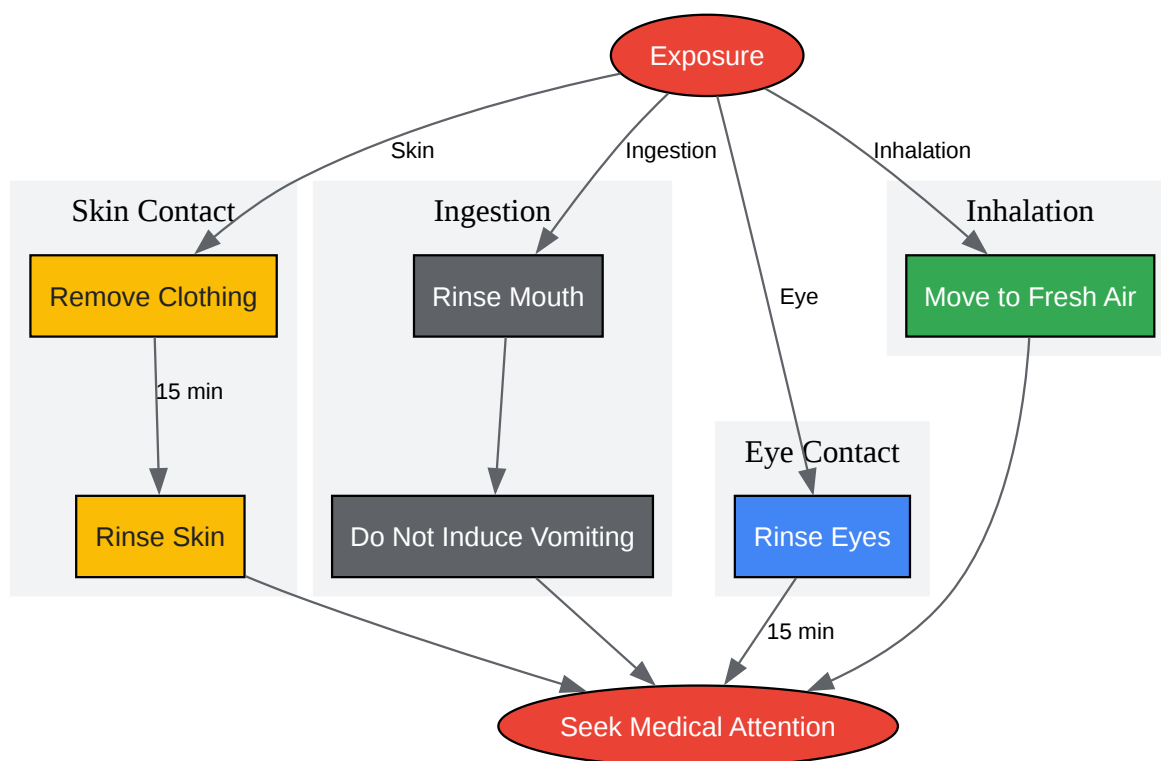 Exposure
Skin
Ingestion
Inhalation
Skin Contact
Ingestion
Inhalation
Remove Clothing
Rinse Mouth
Eye
Move to Fresh Air
15 min
Eye Contact
Rinse Skin
Do Not Induce Vomiting
Rinse Eyes
15 min
Seek Medical Attention